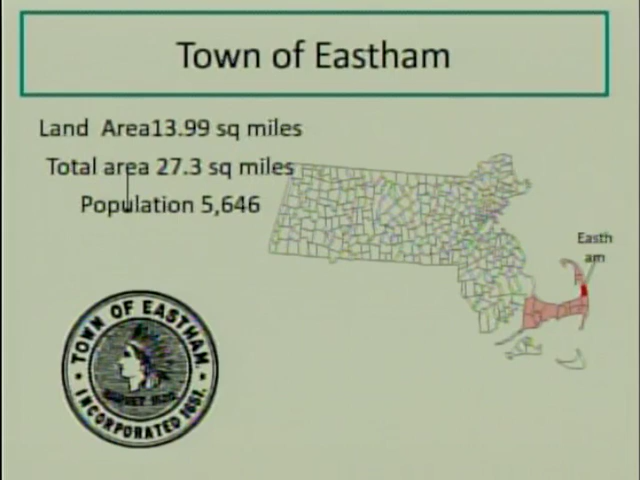 Town of Eastham
Land  Area13.99 sq miles
Total area 27.3 sq miles
Population 5,646
Easth
am
TOWN OF EASTHAM.
INCORPORATED 1651.